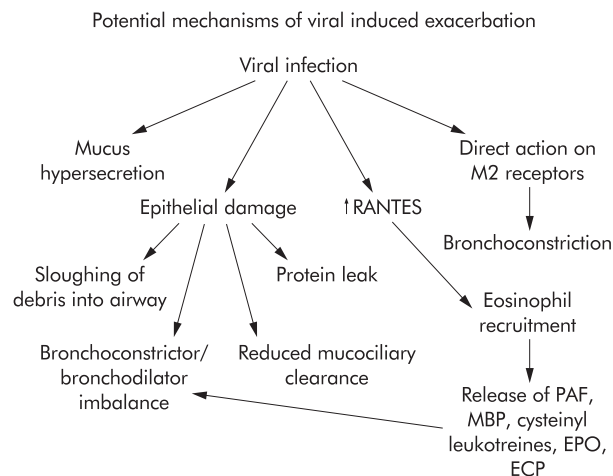 Potential mechanisms of viral induced exacerbation
Viral infection
Mucus
hypersecretion
Direct action on
M2 receptors
Epithelial damage
↑RANTES
Bronchoconstriction
Sloughing of
debris into airway
Protein leak
Eosinophil
recruitment
Bronchoconstrictor/
bronchodilator
imbalance
Reduced mucociliary
clearance
Release of PAF,
MBP, cysteinyl
leukotreines, EPO,
ECP